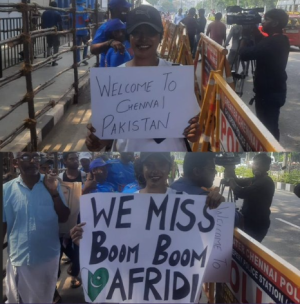 WELCOME TO
CHENNAI
PAKISTAN
WE MISS
BOOM BOOM
AFRIDI